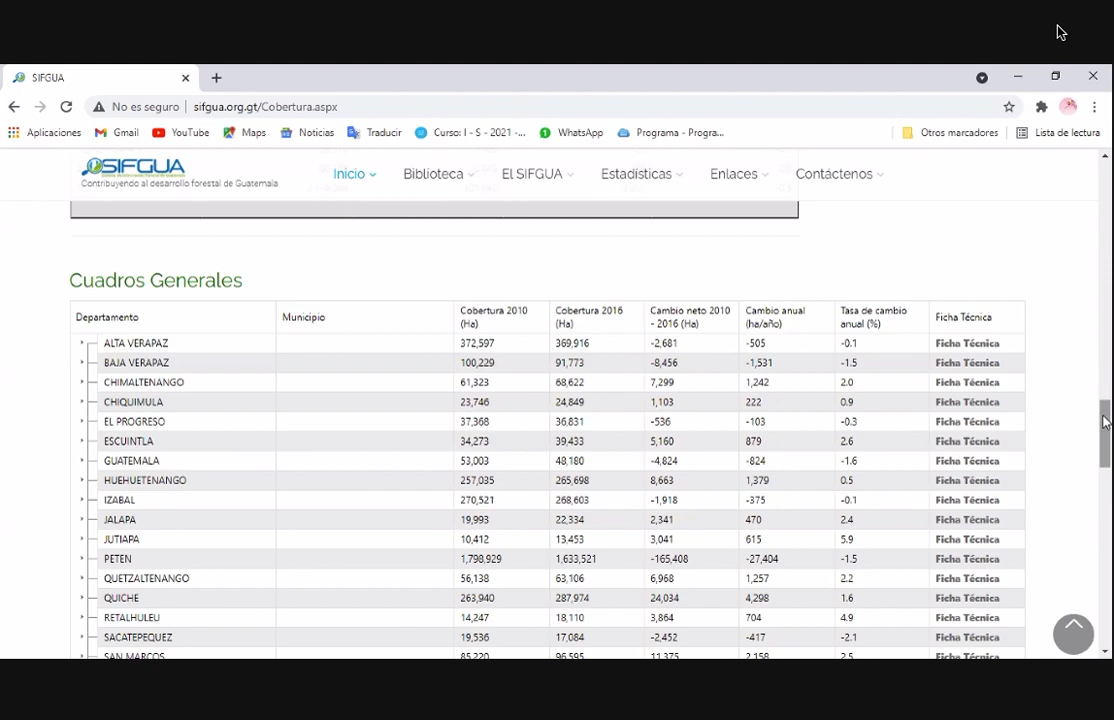 SIFGUA
No es seguro | sifgua.org.gt/Cobertura.aspx
Aplicaciones Gmail YouTube Maps Noticias Traducir Curso: I - S - 2021 -... WhatsApp Programa - Progra... Otros marcadores Lista de lectura
SIFGUA Inicio Biblioteca El SIFGUA Estadísticas Enlaces Contáctenos
Contribuyendo al desarrollo forestal de Guatemala
Cuadros Generales
Departamento Municipio Cobertura 2010 (Ha) Cobertura 2016 (Ha) Cambio neto 2010 - 2016 (Ha) Cambio anual (ha/año) Tasa de cambio anual (%) Ficha Técnica
ALTA VERAPAZ 372,597 369,916 -2,681 -505 -0.1 Ficha Técnica
BAJA VERAPAZ 100,229 91,773 -8,456 -1,531 -1.5 Ficha Técnica
CHIMALTENANGO 61,323 68,622 7,299 1,242 2.0 Ficha Técnica
CHIQUIMULA 23,746 24,849 1,103 222 0.9 Ficha Técnica
EL PROGRESO 37,368 36,831 -536 -103 -0.3 Ficha Técnica
ESCUINTLA 34,273 39,433 5,160 879 2.6 Ficha Técnica
GUATEMALA 53,003 48,180 -4,824 -824 -1.6 Ficha Técnica
HUEHUETENANGO 257,035 265,698 8,663 1,379 0.5 Ficha Técnica
IZABAL 270,521 268,603 -1,918 -375 -0.1 Ficha Técnica
JALAPA 19,993 22,334 2,341 470 2.4 Ficha Técnica
JUTIAPA 10,412 13,453 3,041 615 5.9 Ficha Técnica
PETEN 1,798,929 1,633,521 -165,408 -27,404 -1.5 Ficha Técnica
QUETZALTENANGO 56,138 63,106 6,968 1,257 2.2 Ficha Técnica
QUICHE 263,940 287,974 24,034 4,298 1.6 Ficha Técnica
RETALHULEU 14,247 18,110 3,864 704 4.9 Ficha Técnica
SACATEPEQUEZ 19,536 17,084 -2,452 -417 -2.1 Ficha Técnica
SAN MARCOS 85,220 96,595 11,375 2,158 2.5 Ficha Técnica